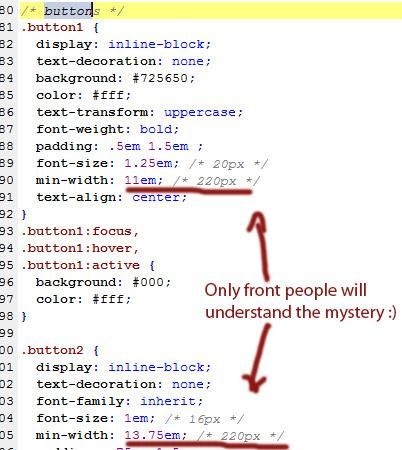 80 /* buttons */
81 .button1 {
82 display: inline-block;
83 text-decoration: none;
84 background: #725650;
85 color: #fff;
86 text-transform: uppercase;
87 font-weight: bold;
88 padding: .5em 1.5em ;
89 font-size: 1.25em; /* 20px */
90 min-width: 11em; /* 220px */
91 text-align: center;
92 }
93 .button1:focus,
94 .button1:hover,
95 .button1:active {
96 background: #000;
97 color: #fff;
98 }
99
00 .button2 {
01 display: inline-block;
02 text-decoration: none;
03 font-family: inherit;
04 font-size: 1em; /* 16px */
05 min-width: 13.75em; /* 220px */
Only front people will
understand the mystery :)